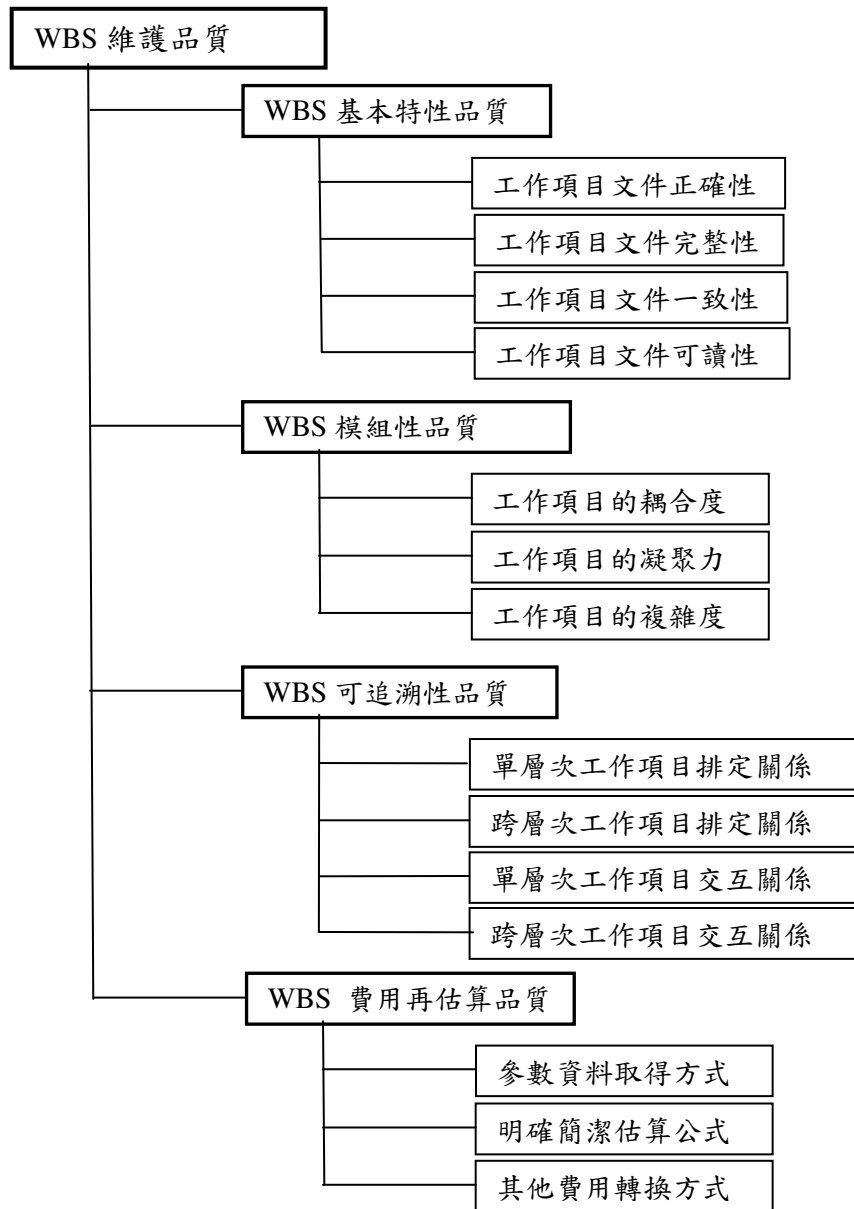 WBS 維護品質
WBS 基本特性品質
工作項目文件正確性
工作項目文件完整性
工作項目文件一致性
工作項目文件可讀性
WBS 模組性品質
工作項目的耦合度
工作項目的凝聚力
工作項目的複雜度
WBS 可追溯性品質
單層次工作項目排定關係
跨層次工作項目排定關係
單層次工作項目交互關係
跨層次工作項目交互關係
WBS 費用再估算品質
參數資料取得方式
明確簡潔估算公式
其他費用轉換方式